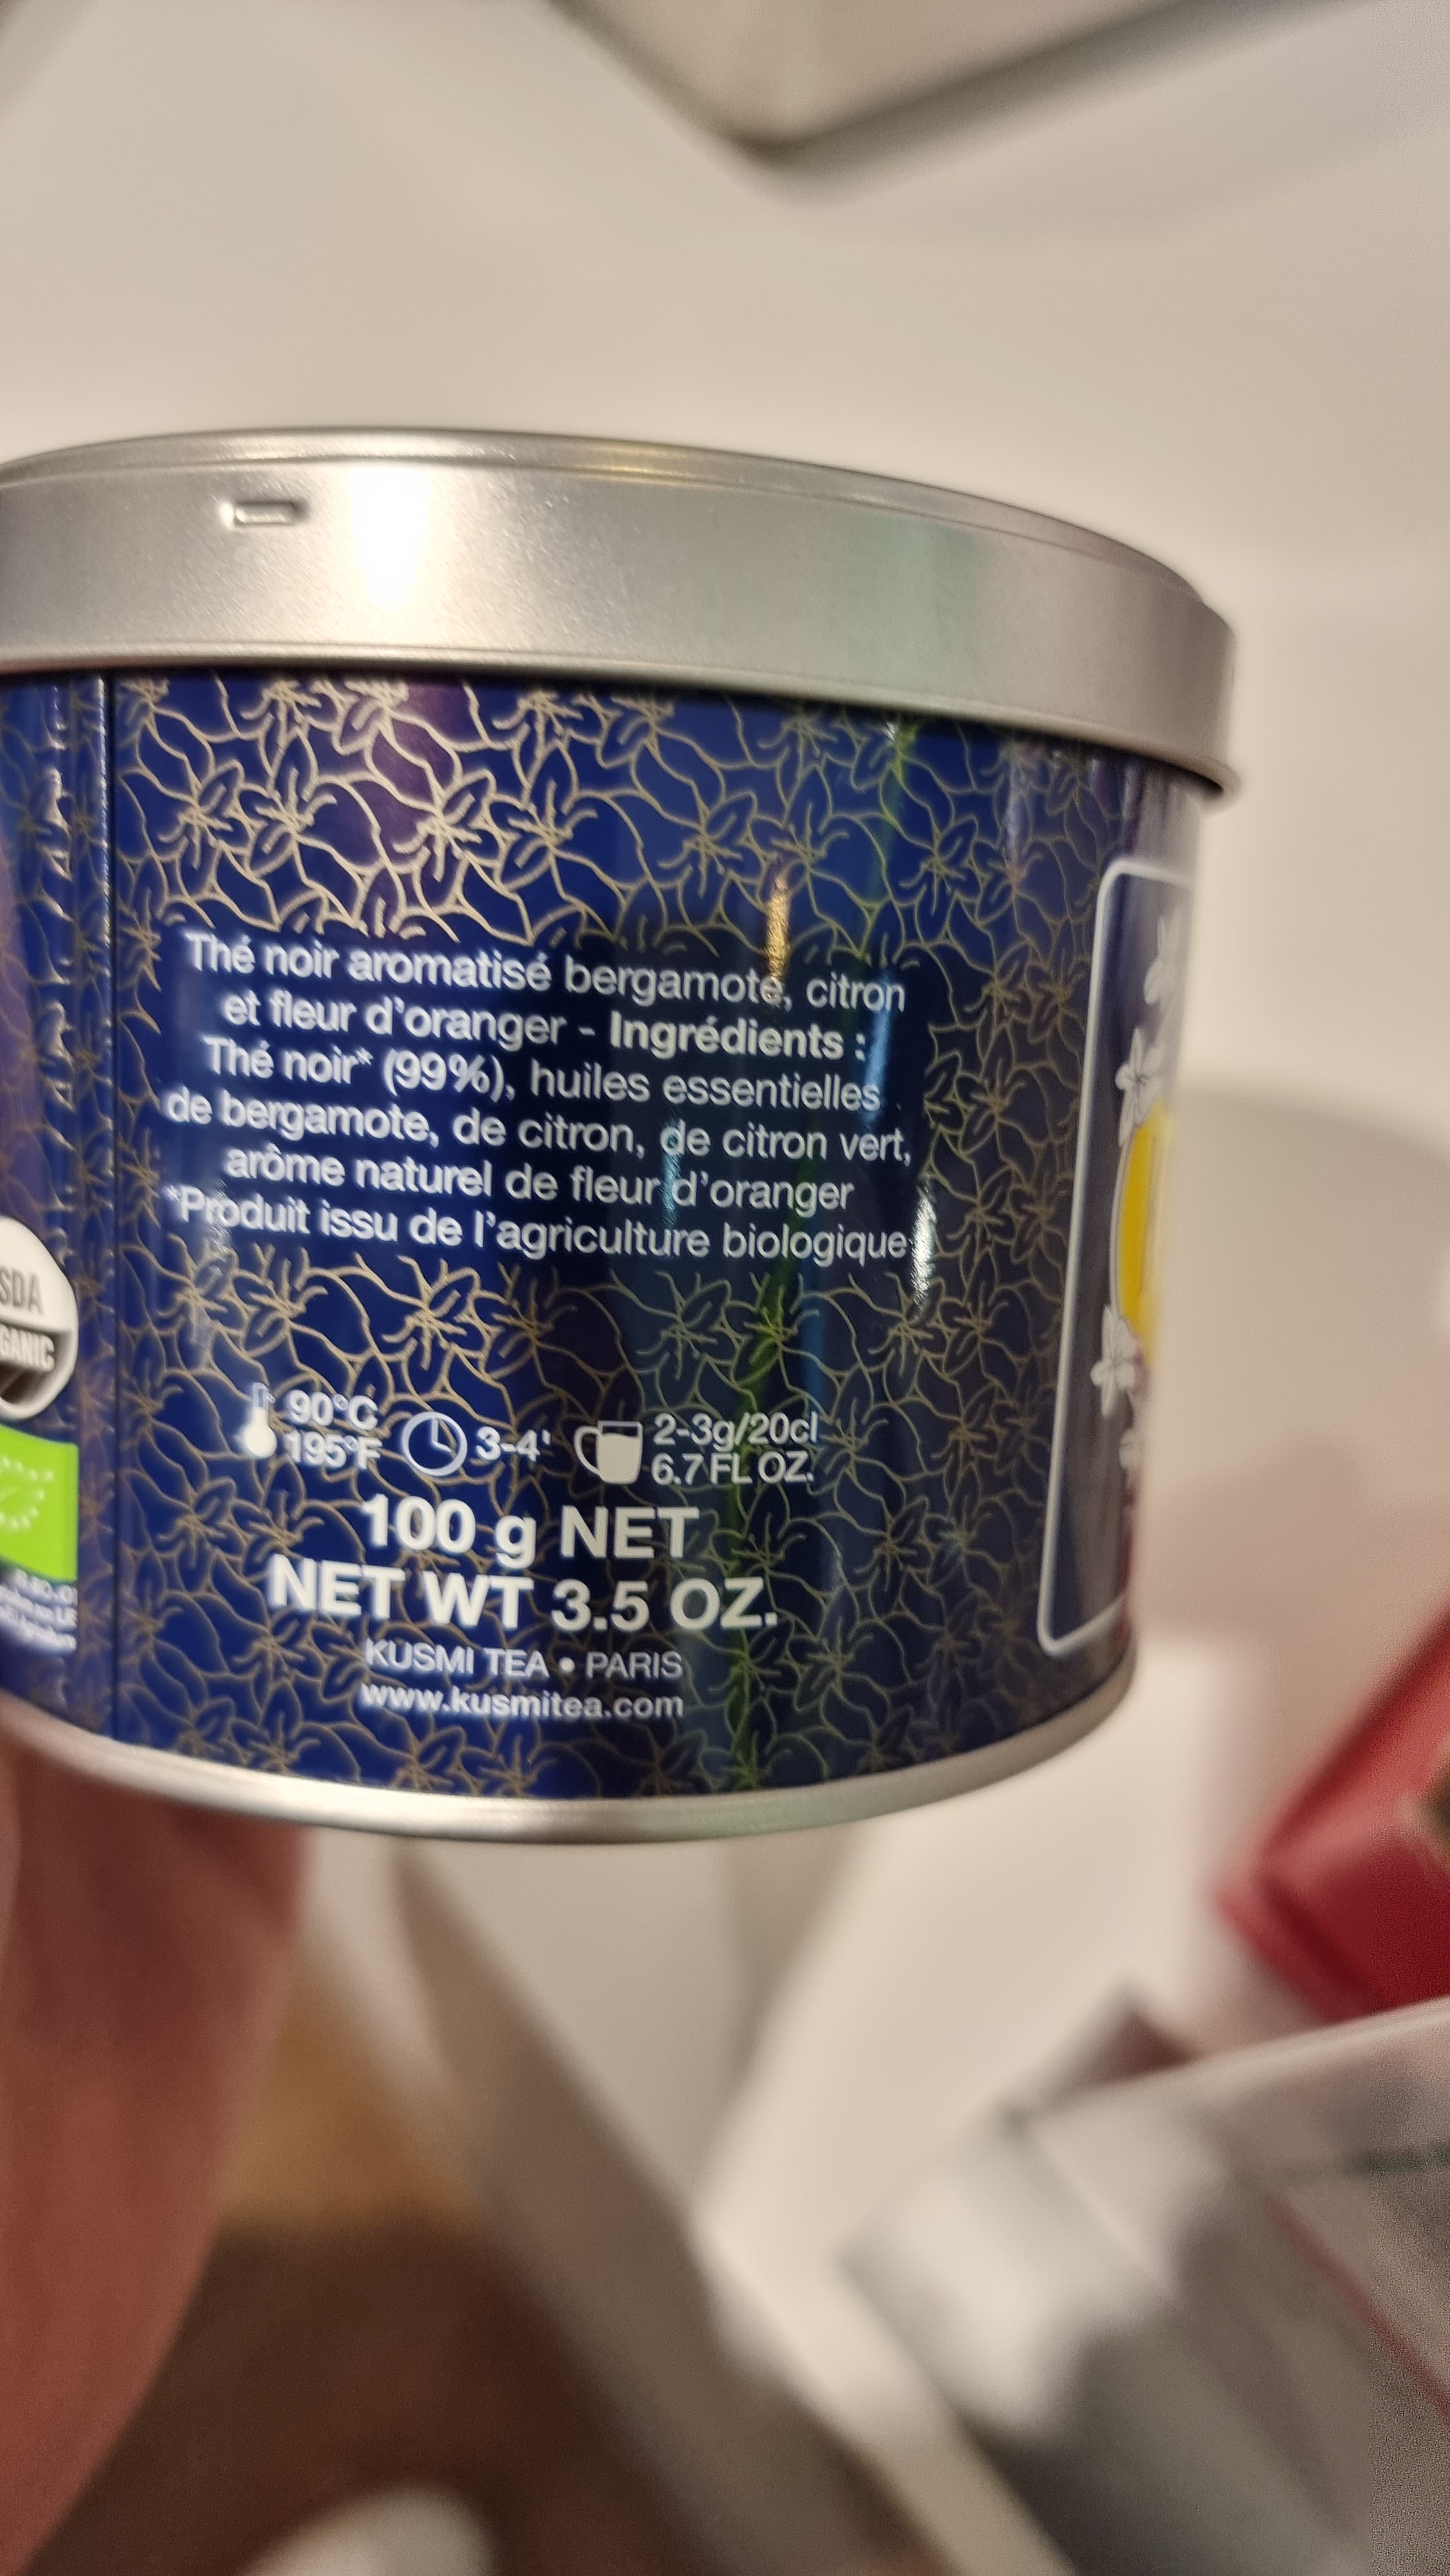 Thé noir aromatisé bergamote, citron
et fleur d'oranger - Ingrédients :
Thé noir* (99%), huiles essentielles
de bergamote, de citron, de citron vert,
arôme naturel de fleur d'oranger
*Produit issu de l'agriculture biologique
SDA
GANIC
90°C
195°F
3-4'
2-3g/20cl
6.7 FL OZ.
100 g NET
NET WT 3.5 OZ.
KUSMI TEA • PARIS
www.kusmitea.com